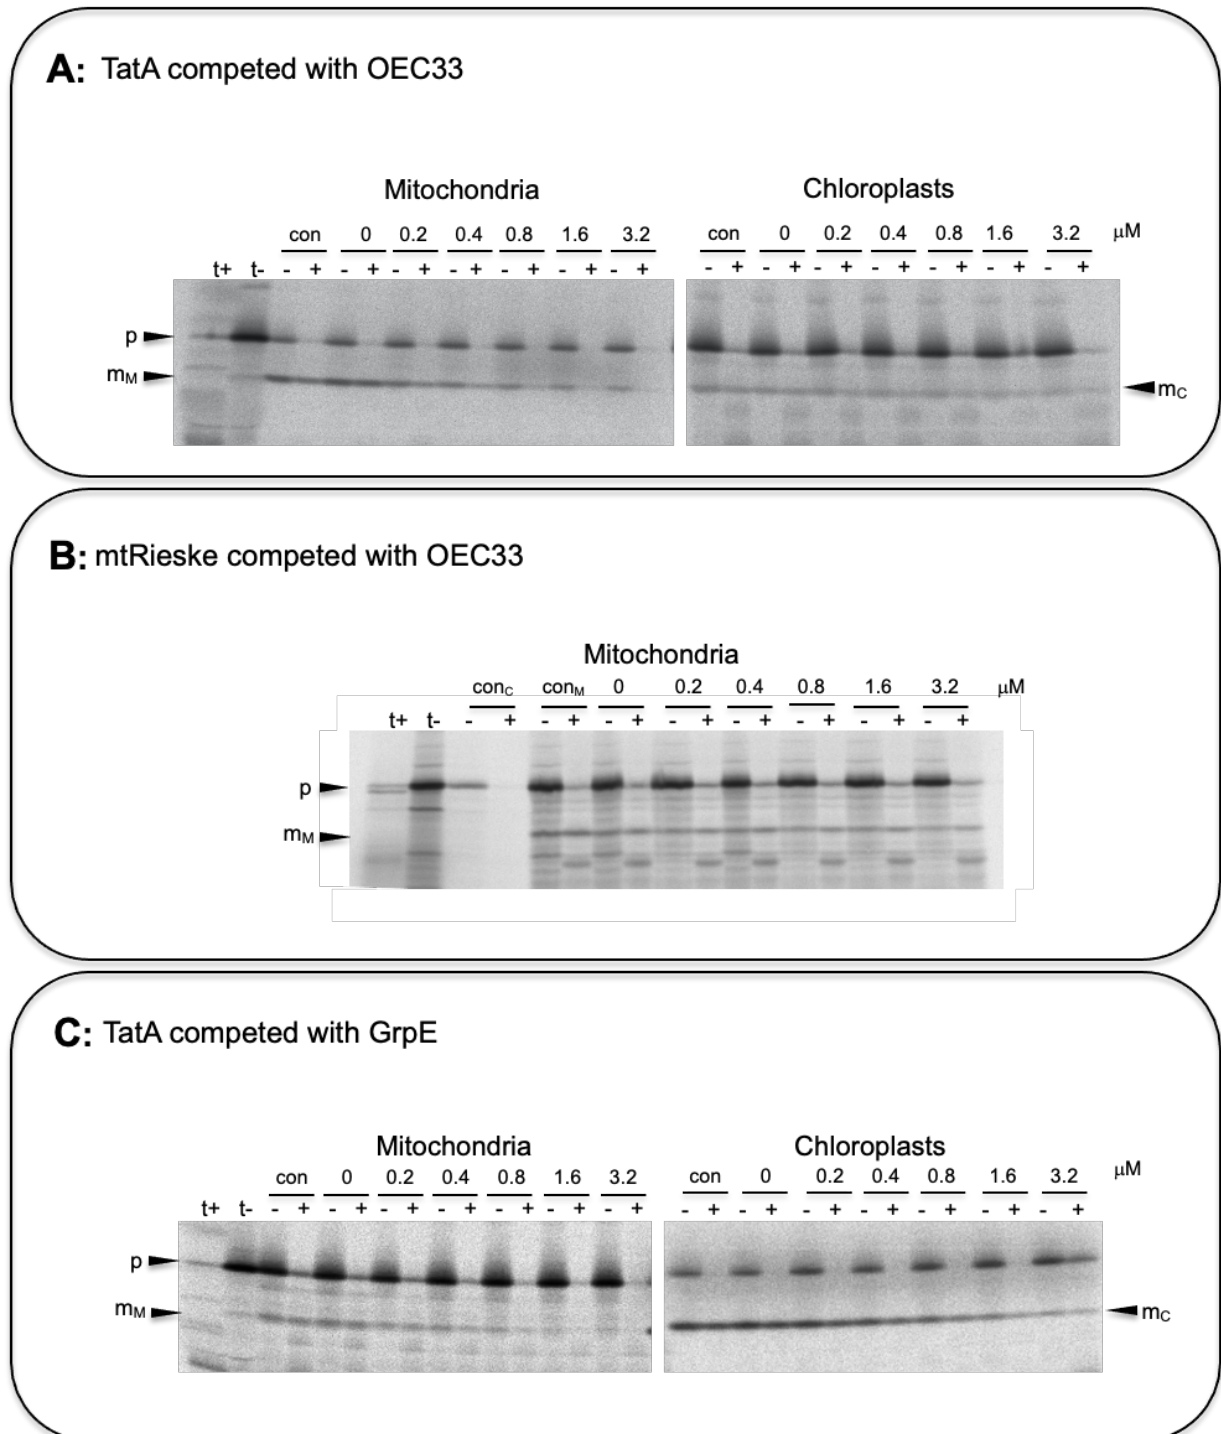 A: TatA competed with OEC33
Mitochondria Chloroplasts
con 0 0.2 0.4 0.8 1.6 3.2 con 0 0.2 0.4 0.8 1.6 3.2 µM
t+ t- - + - + - + - + - + - + - + - + - + - + - + - + - + - +
p
mM
mC
B: mtRieske competed with OEC33
Mitochondria
conC conM 0 0.2 0.4 0.8 1.6 3.2 µM
t+ t- - + - + - + - + - + - + - + - +
p
mM
C: TatA competed with GrpE
Mitochondria Chloroplasts
con 0 0.2 0.4 0.8 1.6 3.2 con 0 0.2 0.4 0.8 1.6 3.2 µM
t+ t- - + - + - + - + - + - + - + - + - + - + - + - + - + - +
p
mM
mC